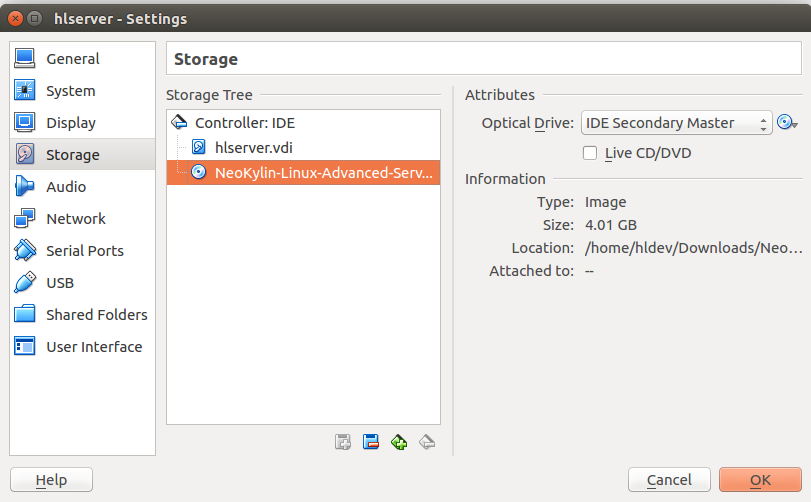 hlserver - Settings
General
System
Display
Storage
Audio
Network
Serial Ports
USB
Shared Folders
User Interface
Storage
Storage Tree
Controller: IDE
hlserver.vdi
NeoKylin-Linux-Advanced-Serv...
Attributes
Optical Drive: IDE Secondary Master
Live CD/DVD
Information
Type: Image
Size: 4.01 GB
Location: /home/hldev/Downloads/Neo...
Attached to: --
Help
Cancel
OK